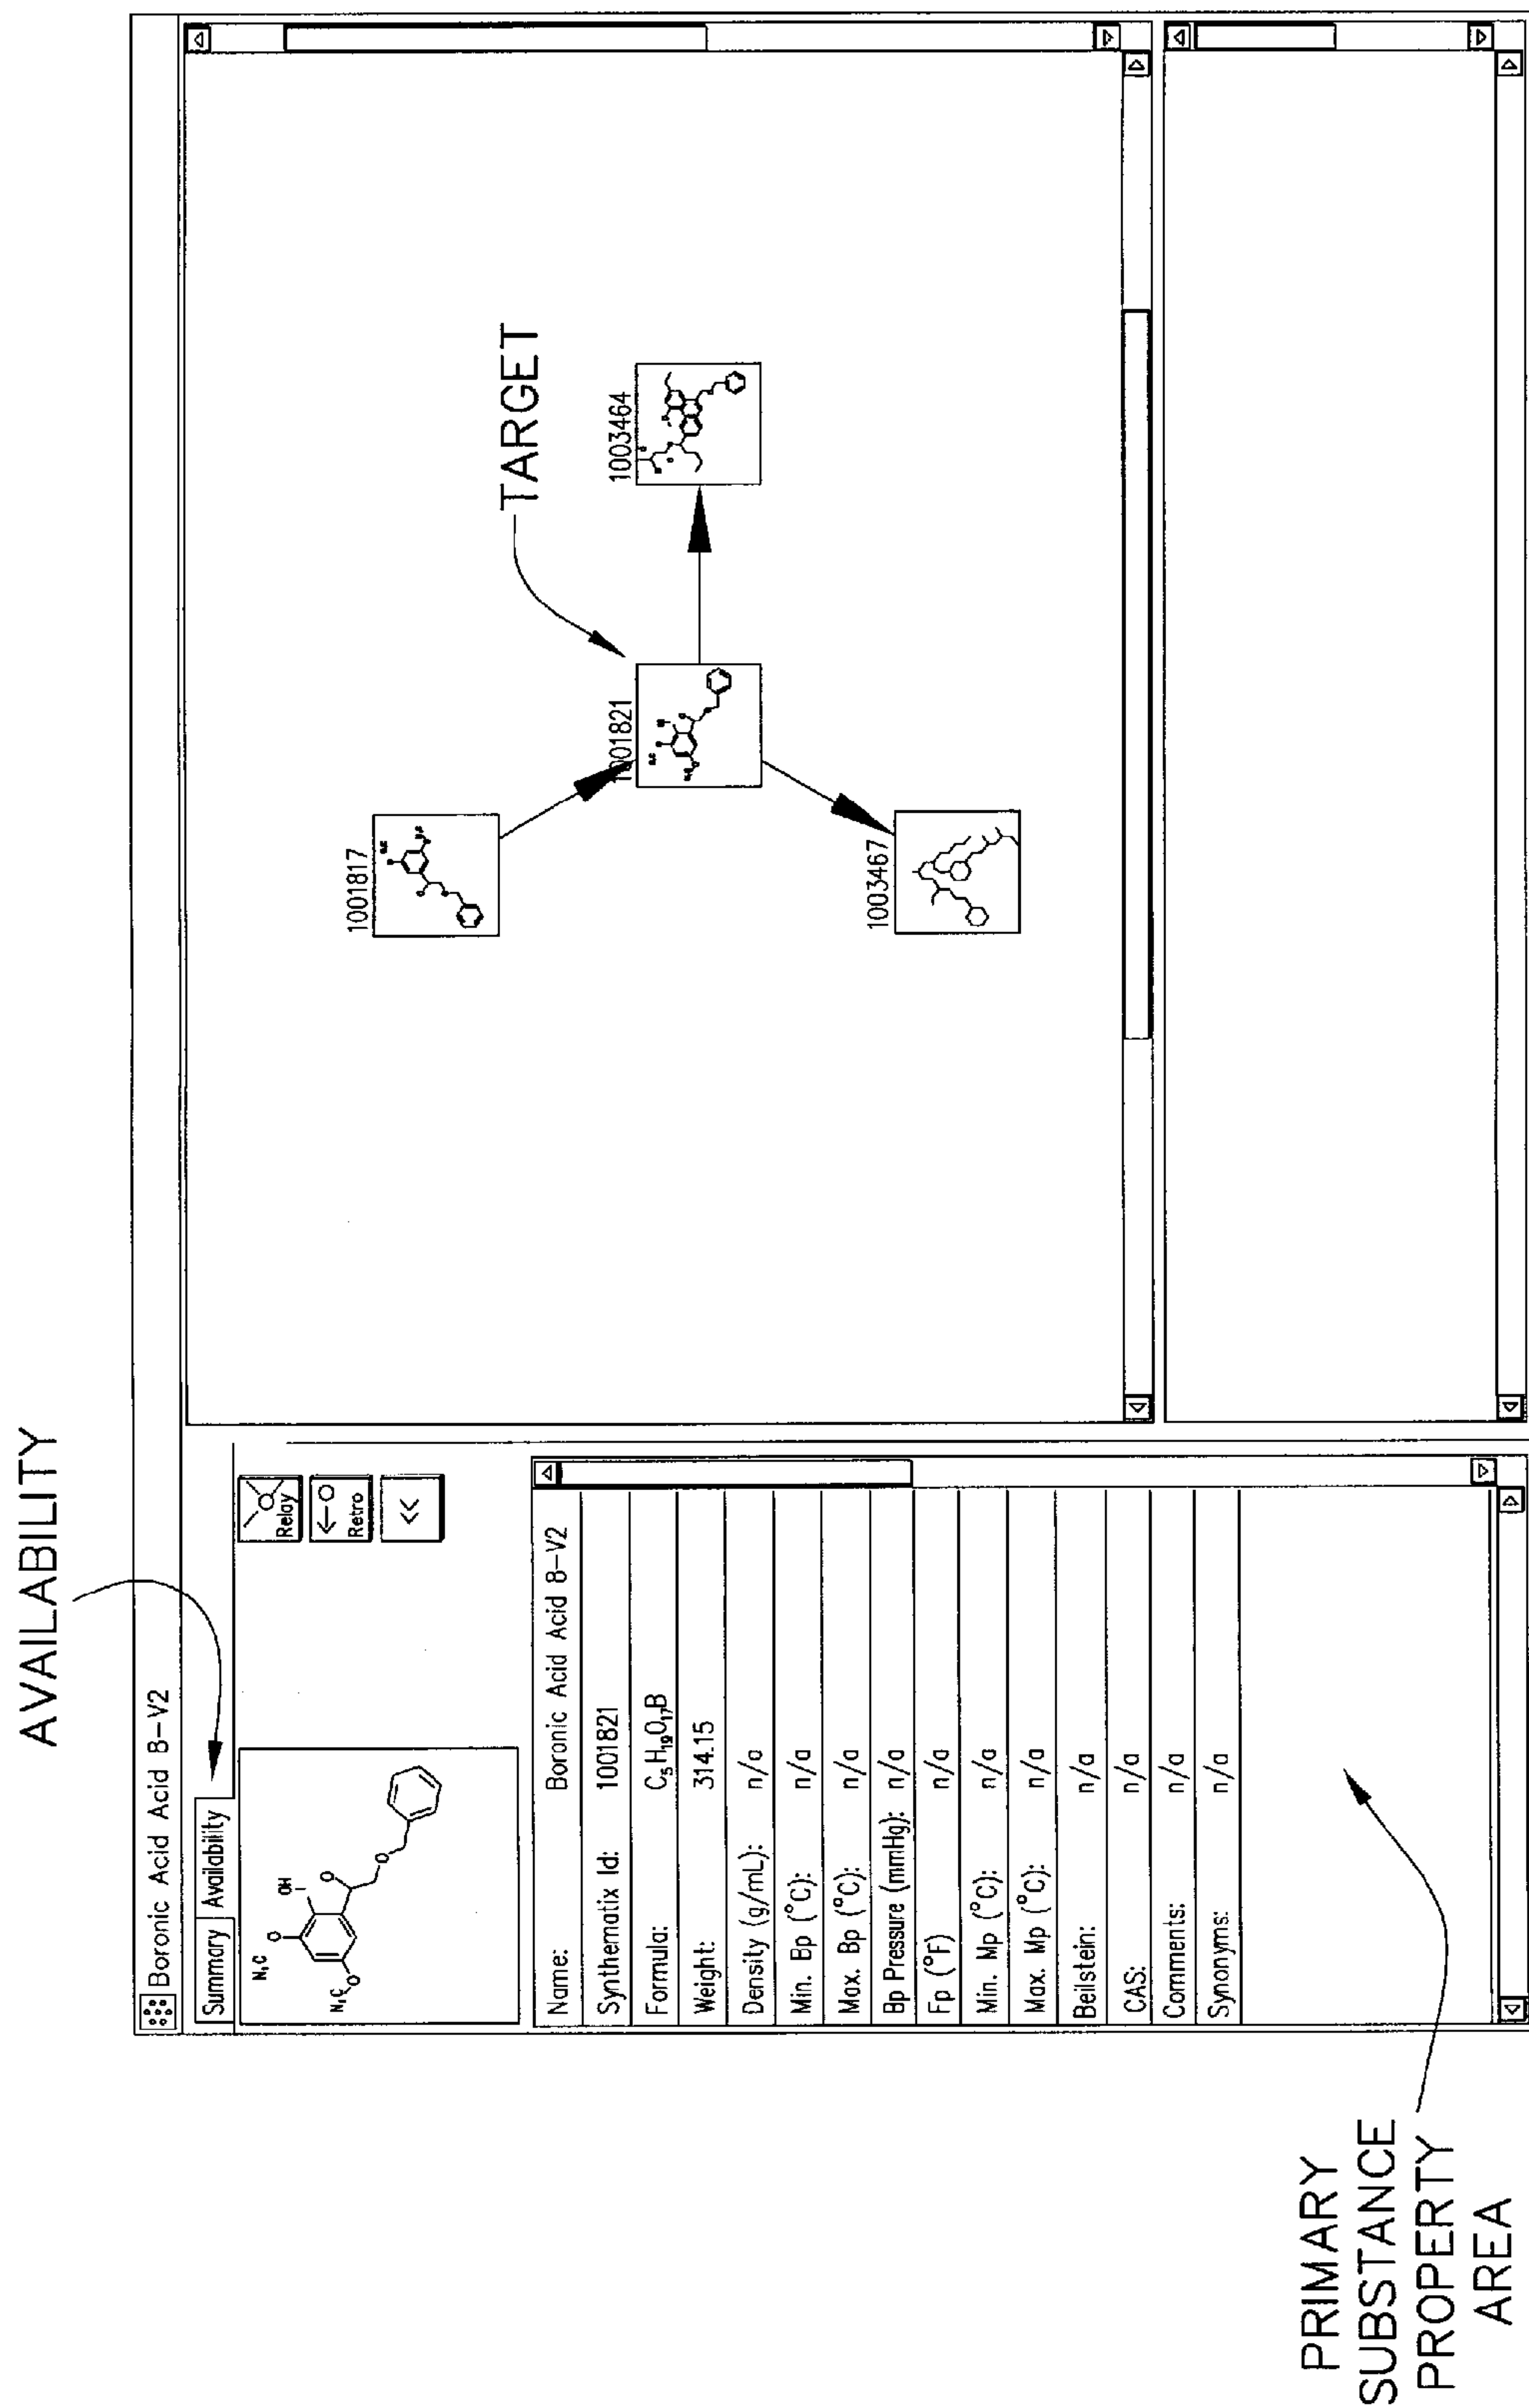 AVAILABILITY
Boronic Acid Acid B-V2
Summary Availability
N,C
O
OH
O
O
N,C
O
Relay
Retro
<<
Name: Boronic Acid Acid B-V2
Synthematix Id: 1001821
Formula: C5H19O17B
Weight: 314.15
Density (g/mL): n/a
Min. Bp (°C): n/a
Max. Bp (°C): n/a
Bp Pressure (mmHg): n/a
Fp (°F) n/a
Min. Mp (°C): n/a
Max. Mp (°C): n/a
Beilstein: n/a
CAS: n/a
Comments: n/a
Synonyms: n/a
PRIMARY
SUBSTANCE
PROPERTY
AREA
TARGET
1001817
1001821
1003464
1003467